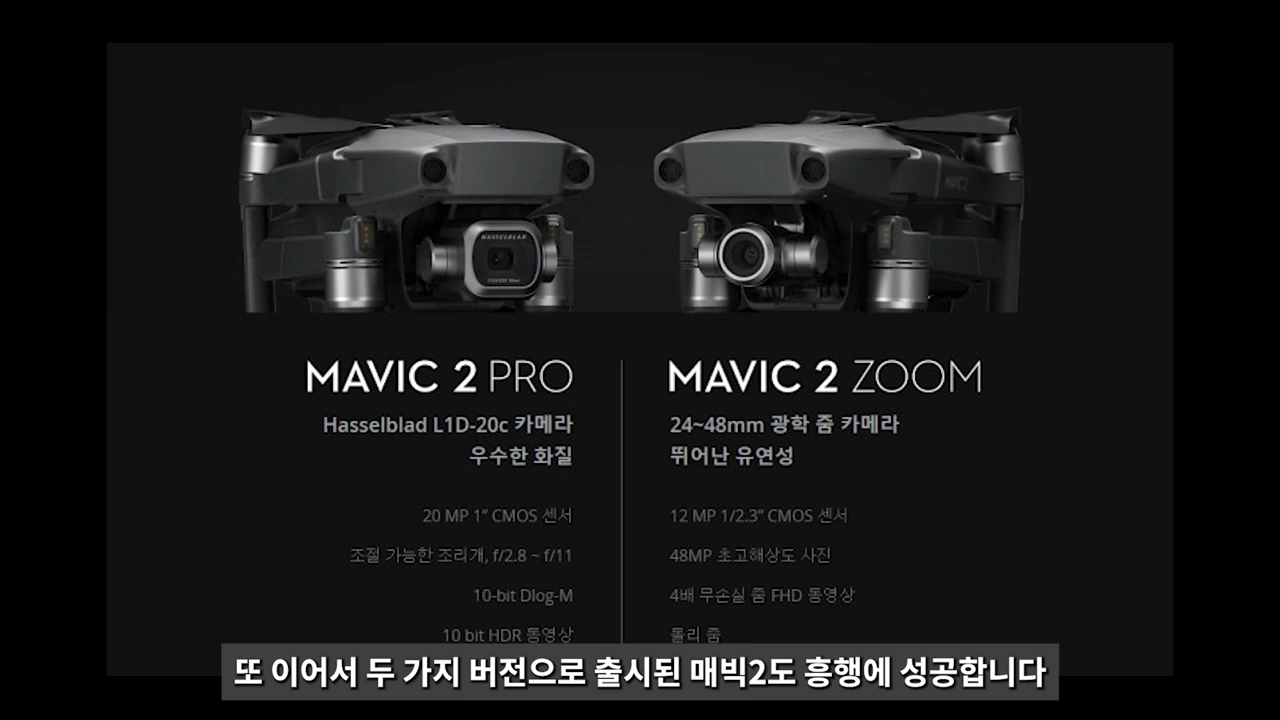 HASSELBLAD
MAVIC 2
MAVIC 2 PRO
Hasselblad L1D-20c 카메라
우수한 화질
20 MP 1” CMOS 센서
조절 가능한 조리개, f/2.8 ~ f/11
10-bit Dlog-M
10 bit HDR 동영상
MAVIC 2 ZOOM
24~48mm 광학 줌 카메라
뛰어난 유연성
12 MP 1/2.3” CMOS 센서
48MP 초고해상도 사진
4배 무손실 줌 FHD 동영상
돌리 줌
또 이어서 두 가지 버전으로 출시된 매빅2도 흥행에 성공합니다